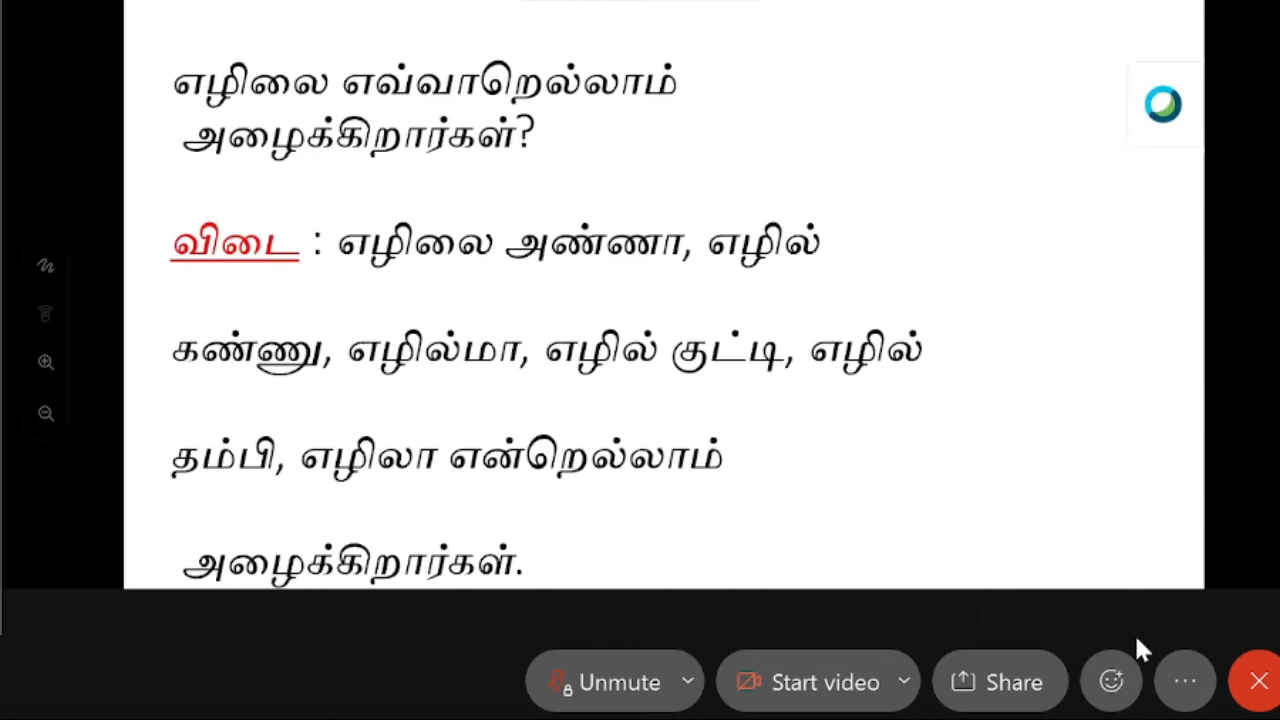 எழிலை எவ்வாறெல்லாம்
அழைக்கிறார்கள்?
விடை : எழிலை அண்ணா, எழில்
கண்ணு, எழில்மா, எழில் குட்டி, எழில்
தம்பி, எழிலா என்றெல்லாம்
அழைக்கிறார்கள்.
Unmute Start video Share